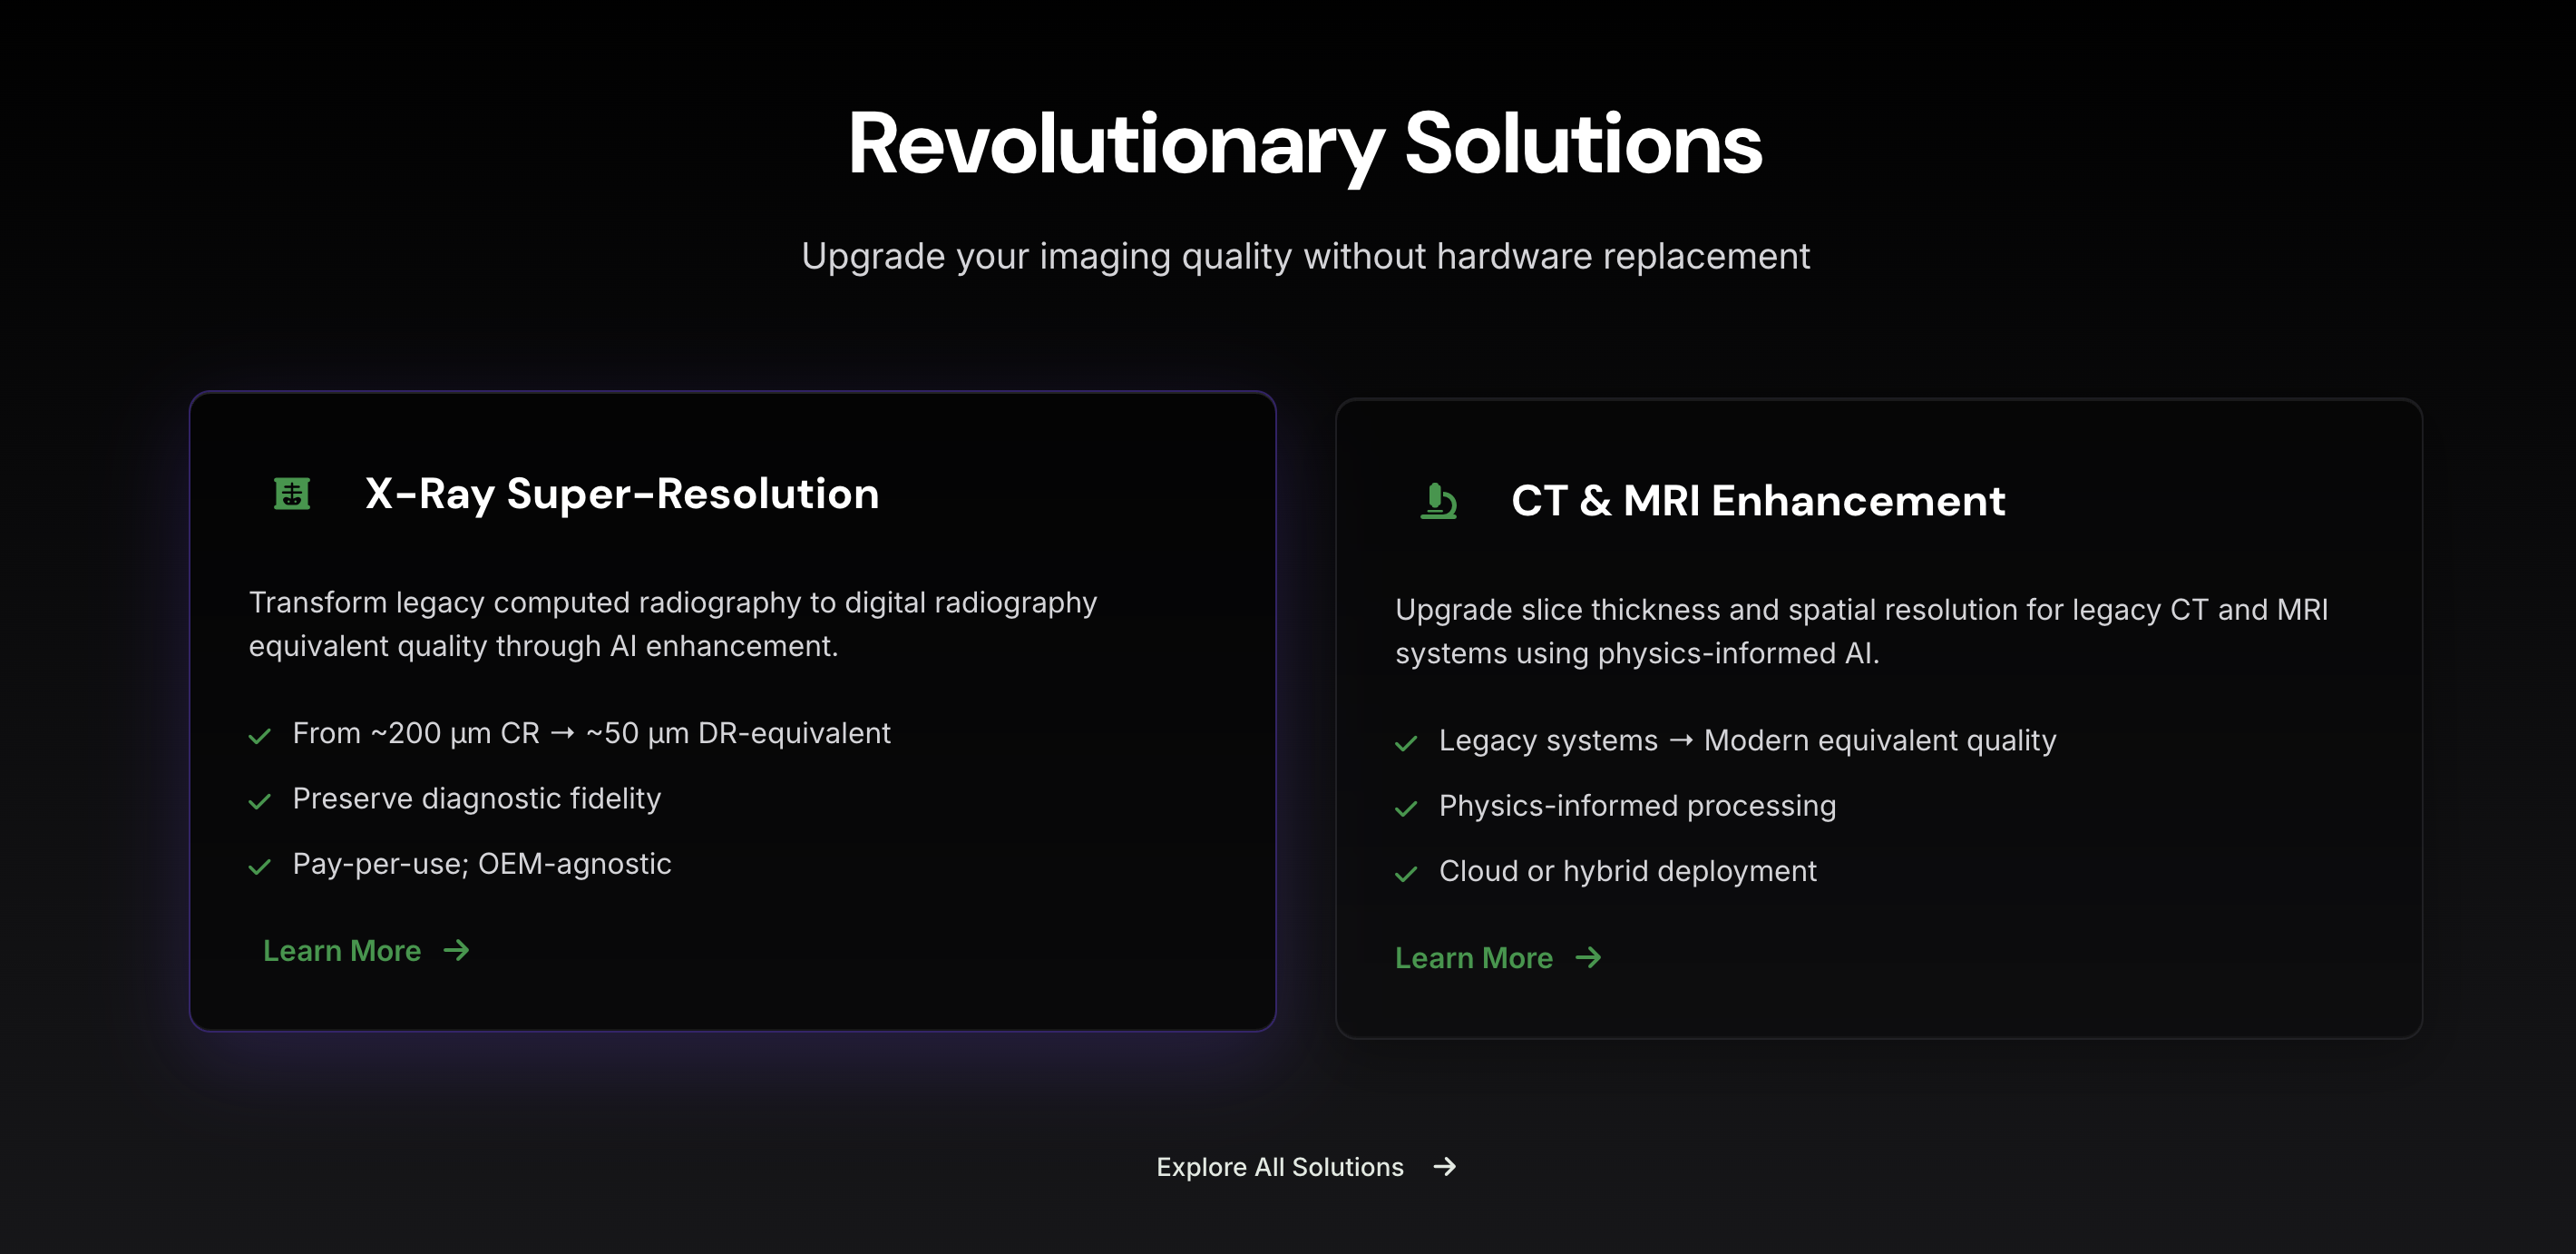 Revolutionary Solutions
Upgrade your imaging quality without hardware replacement
X-Ray Super-Resolution
Transform legacy computed radiography to digital radiography
equivalent quality through AI enhancement.
From ~200 µm CR → ~50 µm DR-equivalent
Preserve diagnostic fidelity
Pay-per-use; OEM-agnostic
Learn More →
CT & MRI Enhancement
Upgrade slice thickness and spatial resolution for legacy CT and MRI
systems using physics-informed AI.
Legacy systems → Modern equivalent quality
Physics-informed processing
Cloud or hybrid deployment
Learn More →
Explore All Solutions →